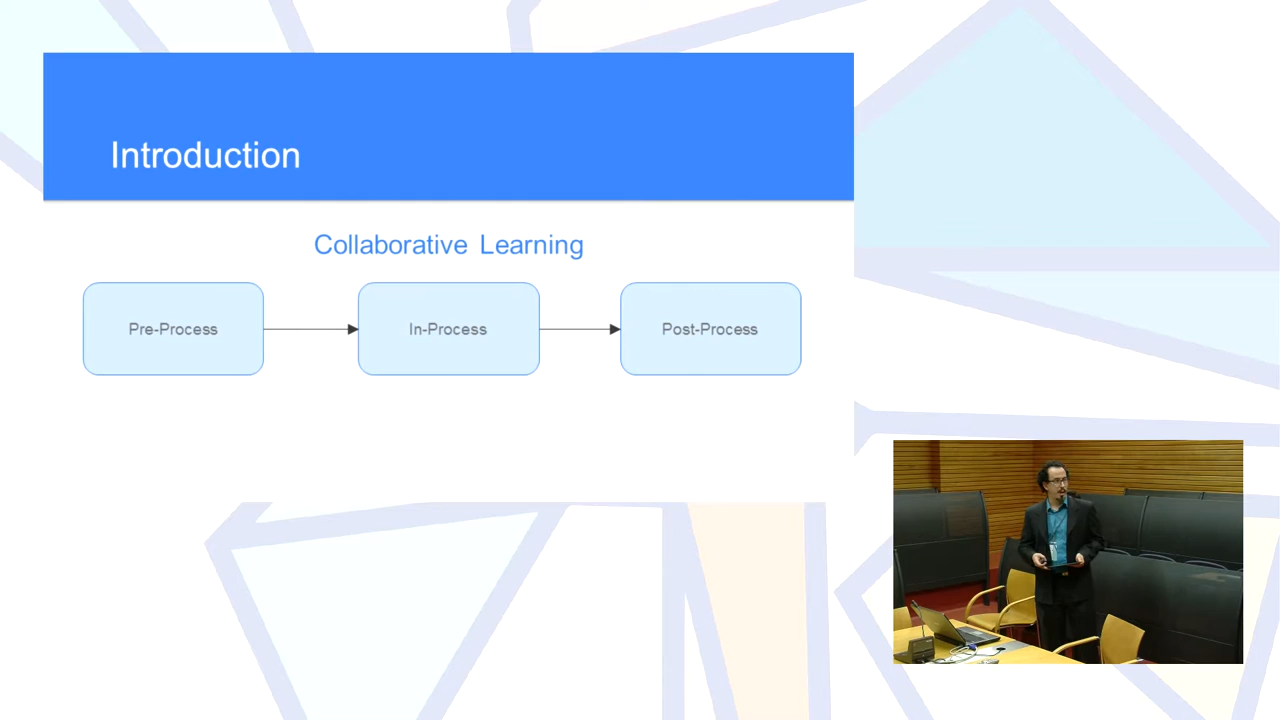 Introduction
Collaborative Learning
Pre-Process
In-Process
Post-Process